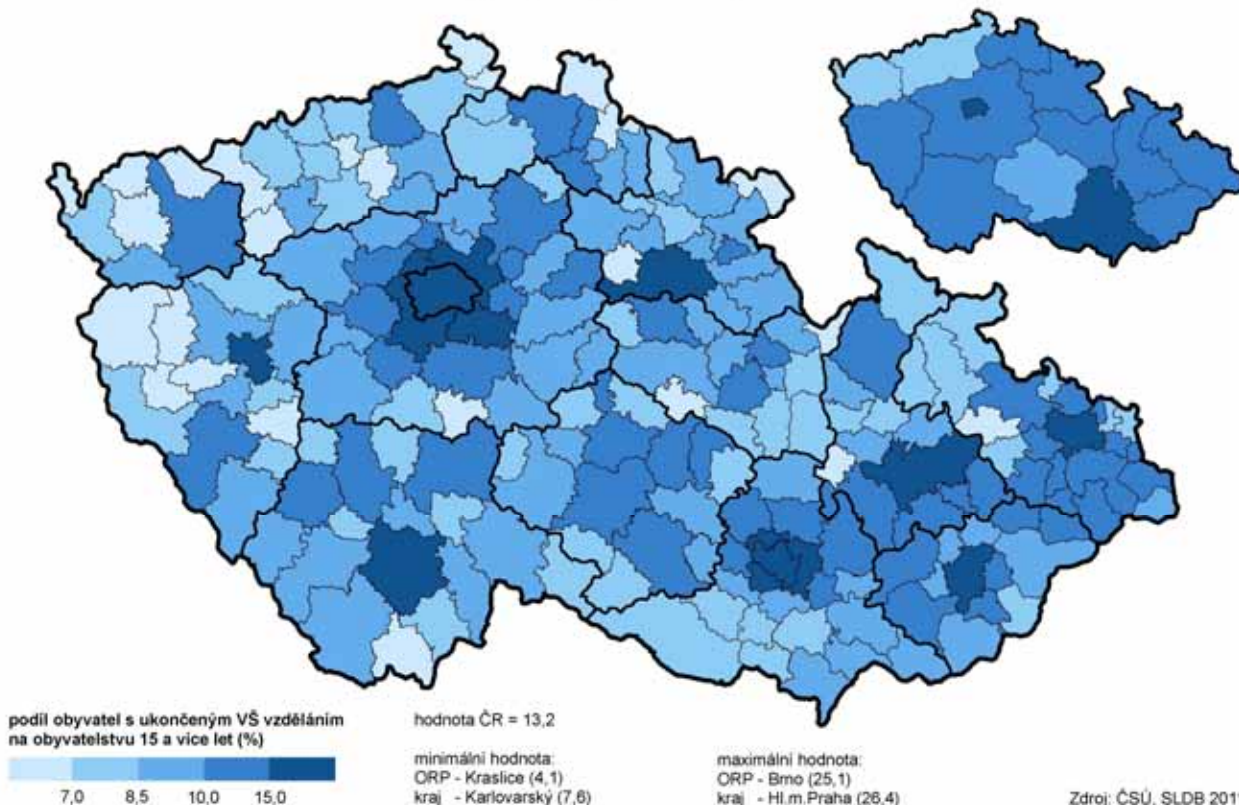 podíl obyvatel s ukončeným VŠ vzděláním
na obyvatelstvu 15 a více let (%)
7,0 8,5 10,0 15,0
hodnota ČR = 13,2
minimální hodnota:
ORP - Kraslice (4,1)
kraj - Karlovarský (7,6)
maximální hodnota:
ORP - Brno (25,1)
kraj - Hl.m.Praha (26,4)
Zdroj: ČSÚ, SLDB